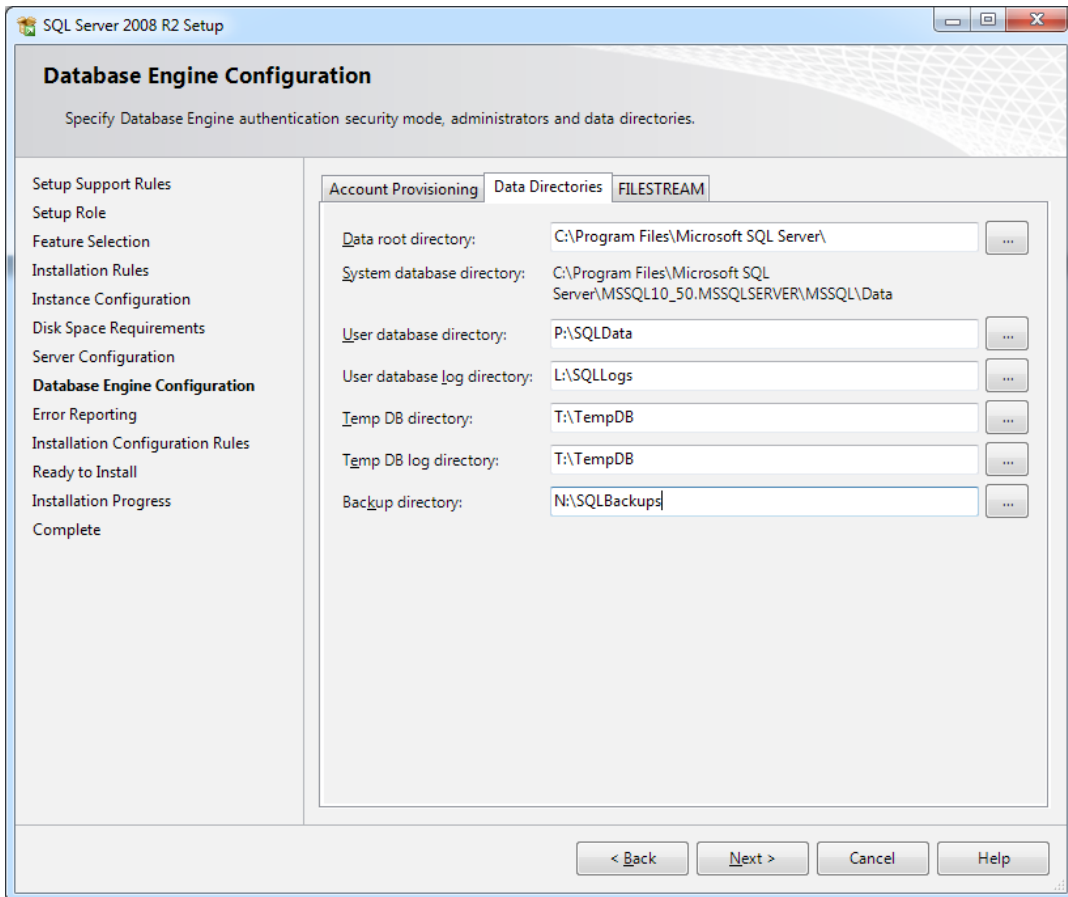 SQL Server 2008 R2 Setup
Database Engine Configuration
Specify Database Engine authentication security mode, administrators and data directories.
Setup Support Rules
Setup Role
Feature Selection
Installation Rules
Instance Configuration
Disk Space Requirements
Server Configuration
Database Engine Configuration
Error Reporting
Installation Configuration Rules
Ready to Install
Installation Progress
Complete
Account Provisioning Data Directories FILESTREAM
Data root directory: C:\Program Files\Microsoft SQL Server\ ...
System database directory: C:\Program Files\Microsoft SQL
Server\MSSQL10_50.MSSQLSERVER\MSSQL\Data
User database directory: P:\SQLData ...
User database log directory: L:\SQLLogs ...
Temp DB directory: T:\TempDB ...
Temp DB log directory: T:\TempDB ...
Backup directory: N:\SQLBackups ...
< Back Next > Cancel Help